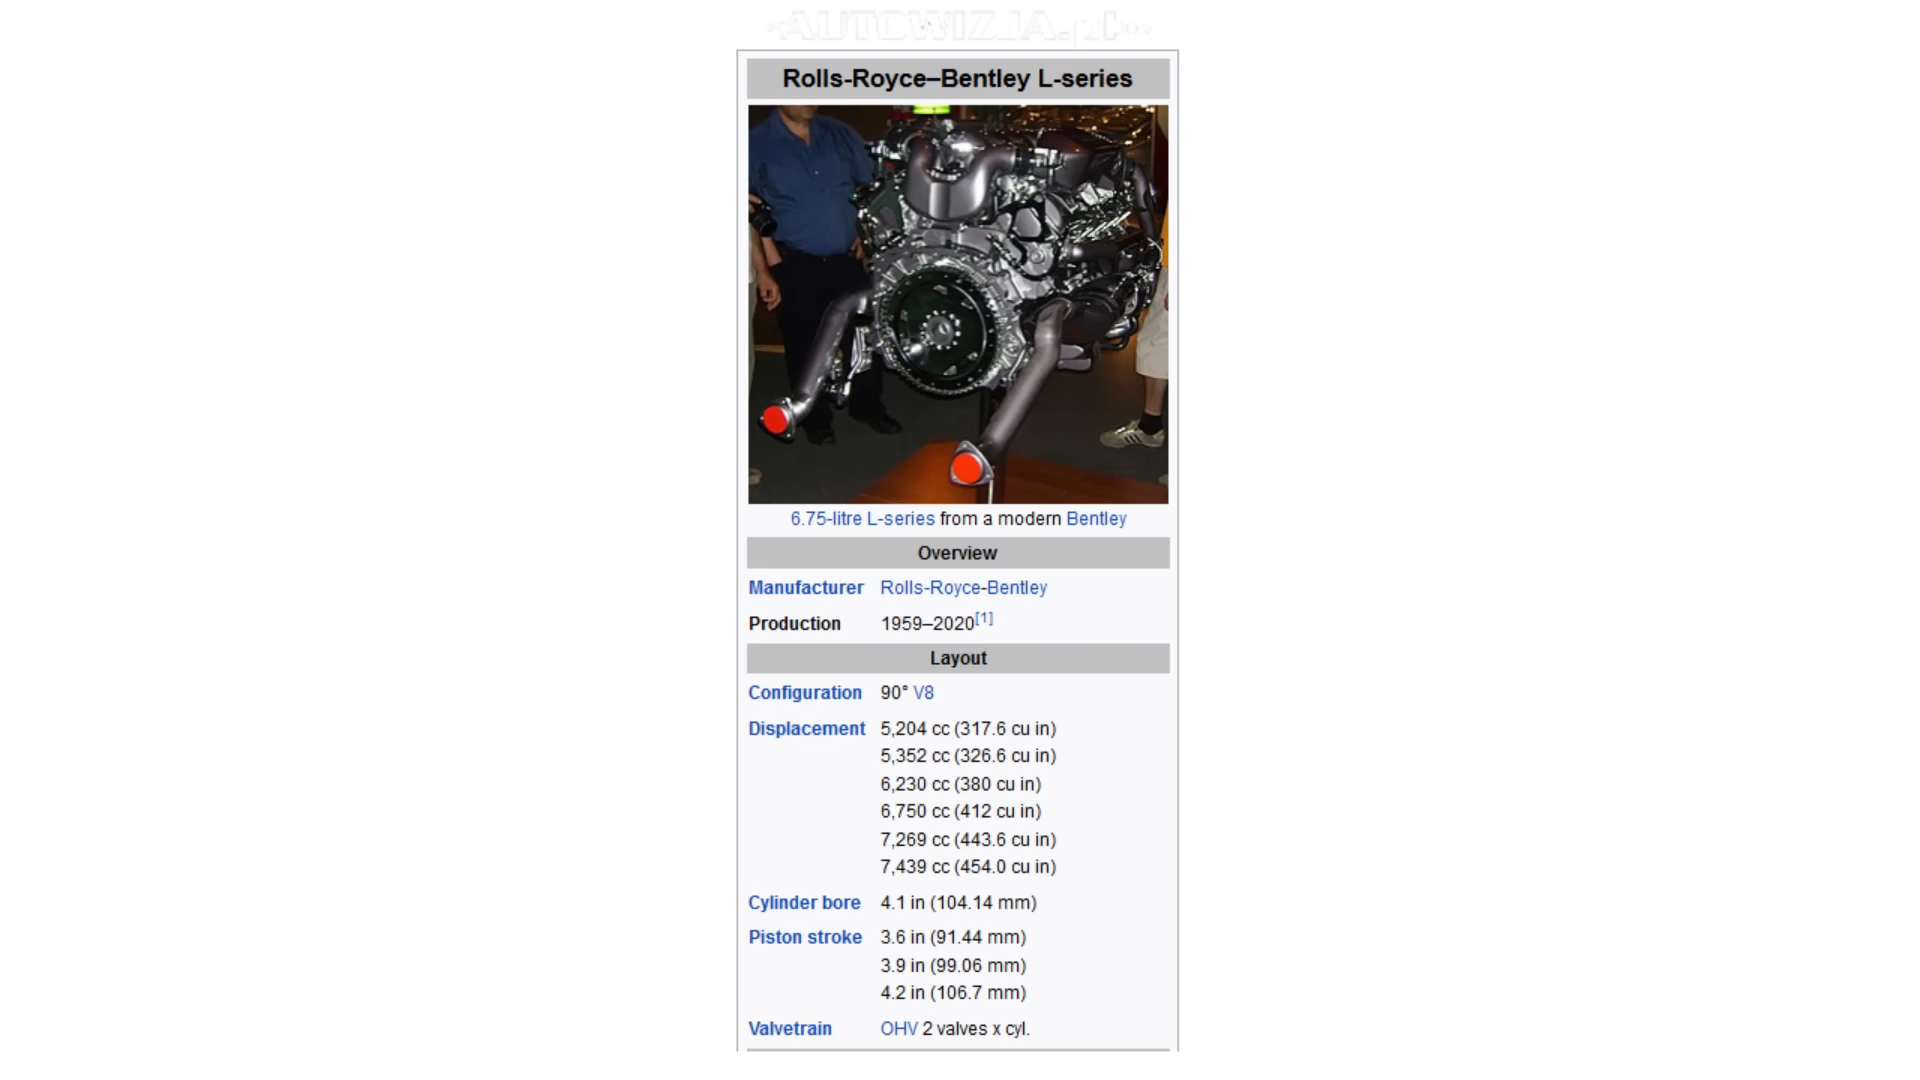 AUTOWIZJA.pl
Rolls-Royce–Bentley L-series
6.75-litre L-series from a modern Bentley
Overview
Manufacturer Rolls-Royce-Bentley
Production 1959–2020[1]
Layout
Configuration 90° V8
Displacement 5,204 cc (317.6 cu in)
5,352 cc (326.6 cu in)
6,230 cc (380 cu in)
6,750 cc (412 cu in)
7,269 cc (443.6 cu in)
7,439 cc (454.0 cu in)
Cylinder bore 4.1 in (104.14 mm)
Piston stroke 3.6 in (91.44 mm)
3.9 in (99.06 mm)
4.2 in (106.7 mm)
Valvetrain OHV 2 valves x cyl.